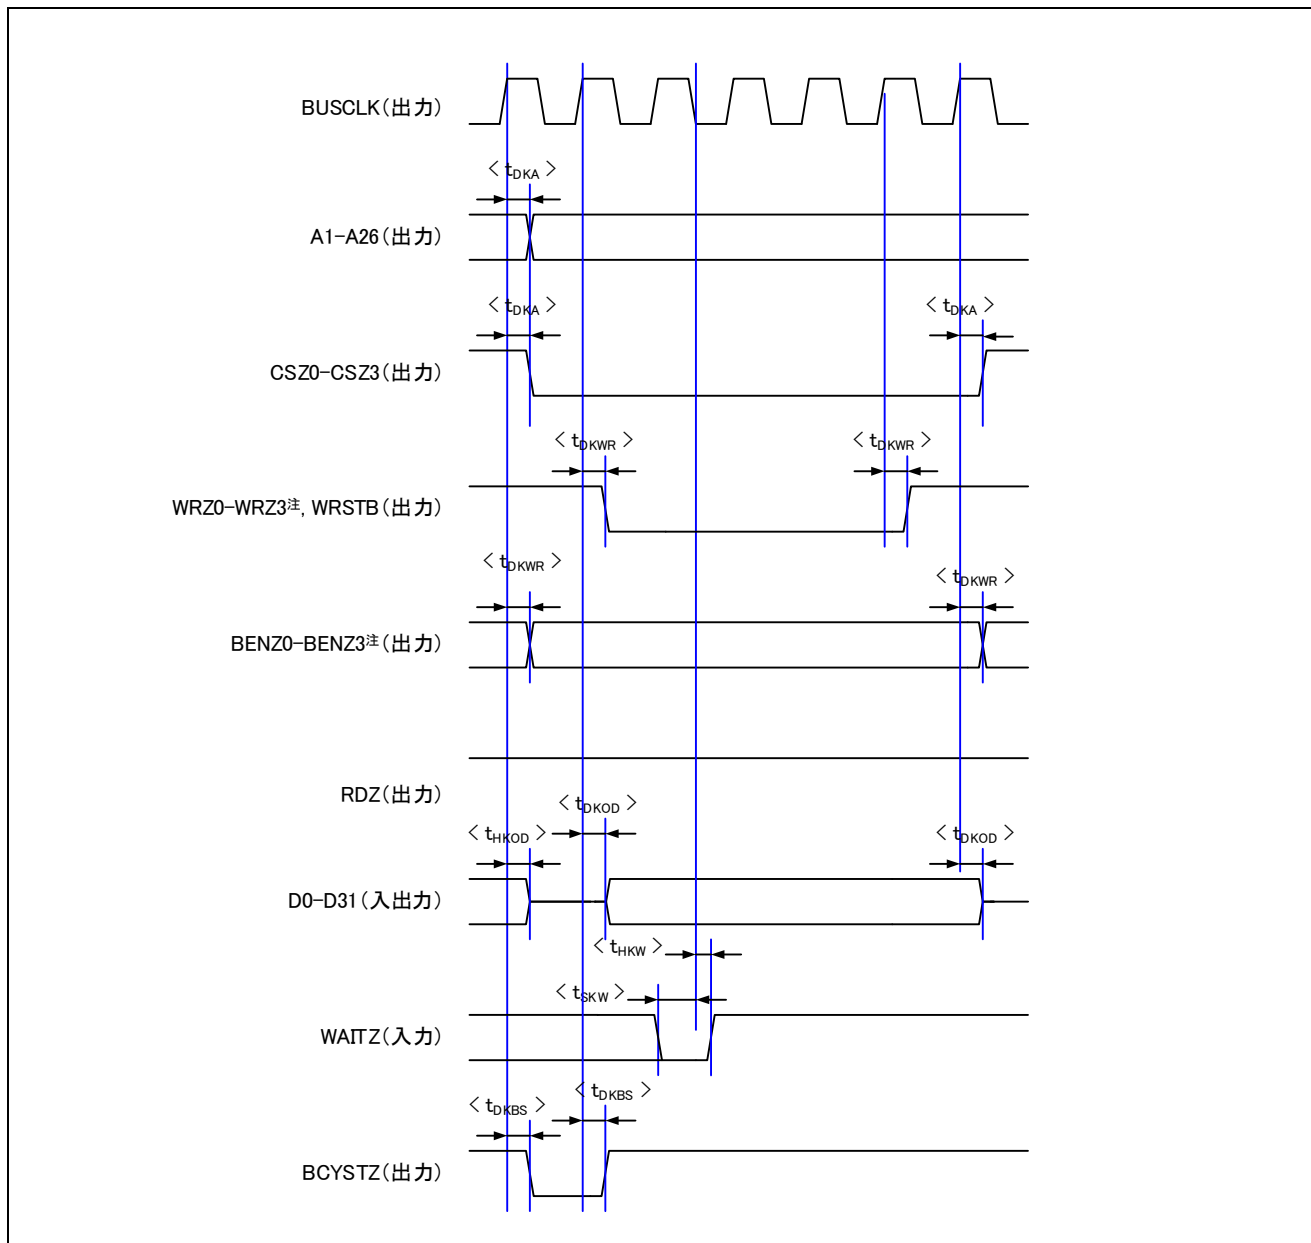 BUSCLK(出力)
< tDKA >
A1-A26(出力)
< tDKA >
< tDKA >
CSZ0-CSZ3(出力)
< tDKWR >
< tDKWR >
WRZ0-WRZ3注, WRSTB(出力)
< tDKWR >
< tDKWR >
BENZ0-BENZ3注(出力)
RDZ(出力)
< tDKOD >
< tHKOD >
< tDKOD >
D0-D31(入出力)
< tHKW >
< tSKW >
WAITZ(入力)
< tDKBS >
< tDKBS >
BCYSTZ(出力)